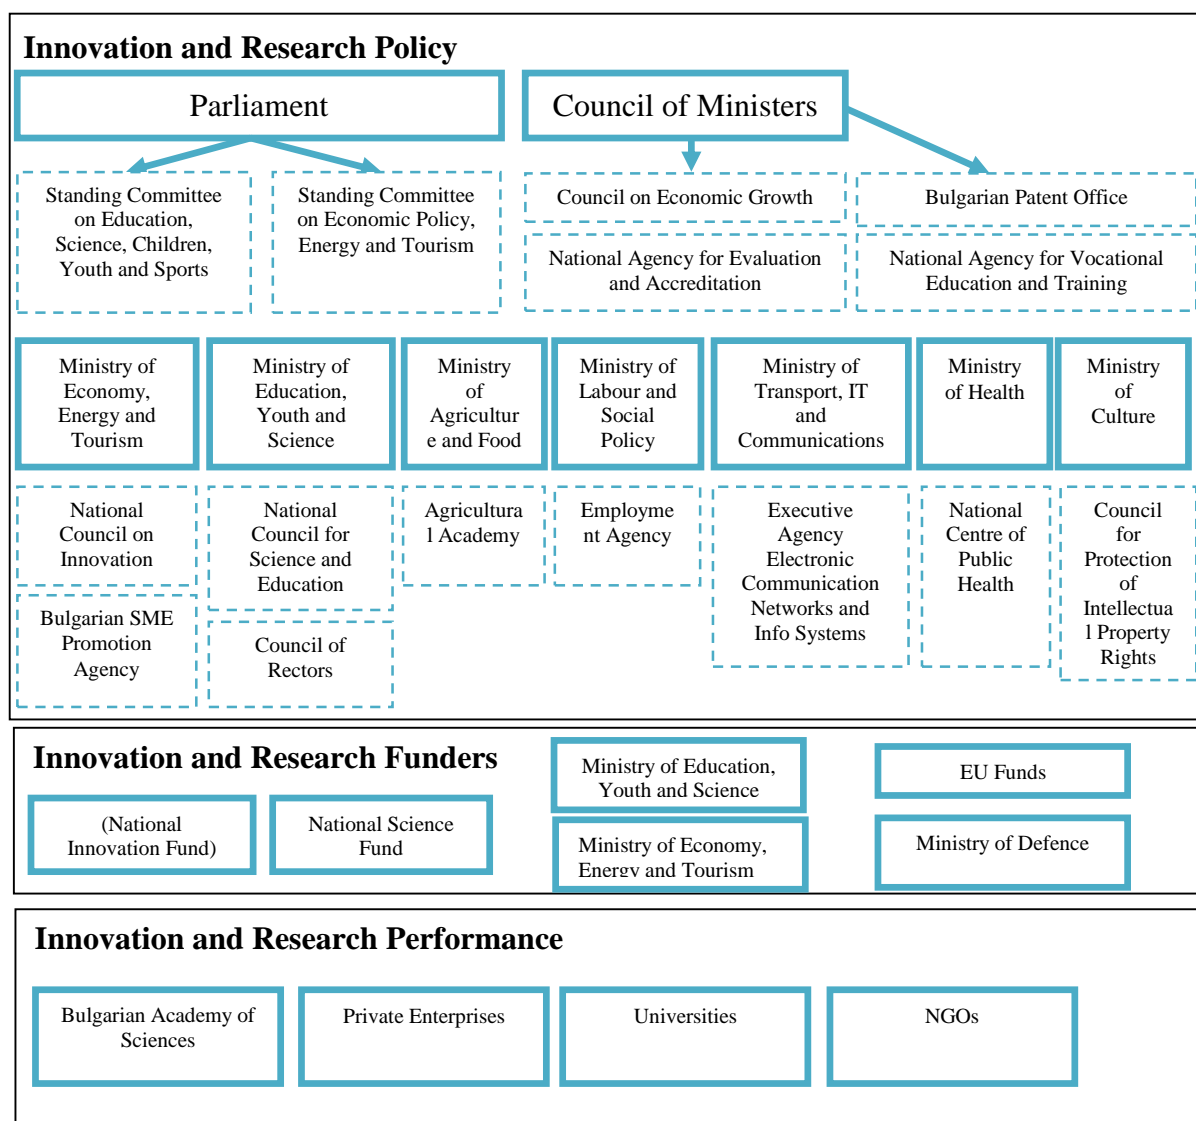 Innovation and Research Policy
Parliament
Council of Ministers
Standing Committee
on Education,
Science, Children,
Youth and Sports
Standing Committee
on Economic Policy,
Energy and Tourism
Council on Economic Growth
Bulgarian Patent Office
National Agency for Evaluation
and Accreditation
National Agency for Vocational
Education and Training
Ministry of
Economy,
Energy and
Tourism
Ministry of
Education,
Youth and
Science
Ministry
of
Agricultur
e and Food
Ministry of
Labour and
Social
Policy
Ministry of
Transport, IT
and
Communications
Ministry
of Health
Ministry
of
Culture
National
Council on
Innovation
National
Council for
Science and
Education
Agricultura
l Academy
Employme
nt Agency
Executive
Agency
Electronic
Communication
Networks and
Info Systems
National
Centre of
Public
Health
Council
for
Protection
of
Intellectua
l Property
Rights
Bulgarian SME
Promotion
Agency
Council of
Rectors
Innovation and Research Funders
(National
Innovation Fund)
National Science
Fund
Ministry of Education,
Youth and Science
EU Funds
Ministry of Economy,
Energy and Tourism
Ministry of Defence
Innovation and Research Performance
Bulgarian Academy of
Sciences
Private Enterprises
Universities
NGOs